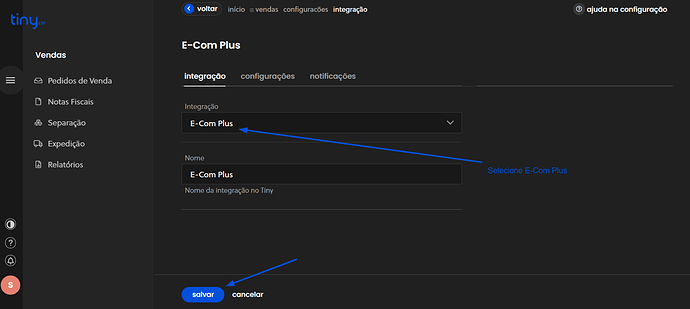 tiny erp
voltar início vendas configurações integração ajuda na configuração
E-Com Plus
Vendas
integração configurações notificações
Pedidos de Venda
Notas Fiscais
Separação
Expedição
Relatórios
Integração
E-Com Plus
Selecione E-Com Plus
Nome
E-Com Plus
Nome da integração no Tiny
S
salvar cancelar